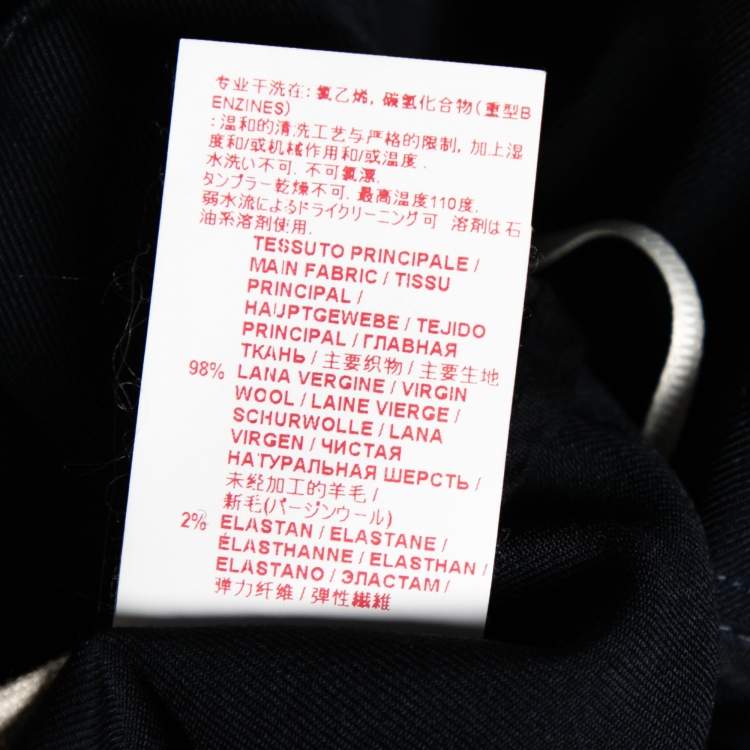 专业干洗在: 氯乙烯, 碳氢化合物(重型B
ENZINES)
: 温和的清洗工艺与严格的限制, 加上湿
度和/或机械作用和/或温度 .
水洗い不可. 不可氯漂.
タンブラー乾燥不可. 最高温度110度.
弱水流によるドライクリーニング可 溶剤は石
油系溶剤使用.
TESSUTO PRINCIPALE /
MAIN FABRIC / TISSU
PRINCIPAL /
HAUPTGEWEBE / TEJIDO
PRINCIPAL / ГЛАВНАЯ
ТКАНЬ / 主要织物 / 主要生地
98% LANA VERGINE / VIRGIN
WOOL / LAINE VIERGE /
SCHURWOLLE / LANA
VIRGEN / ЧИСТАЯ
НАТУРАЛЬНАЯ ШЕРСТЬ /
未经加工的羊毛 /
新毛(バージンウール)
2% ELASTAN / ELASTANE /
ÉLASTHANNE / ELASTHAN /
ELASTANO / ЭЛАСТАМ /
弹力纤维 / 弾性繊維